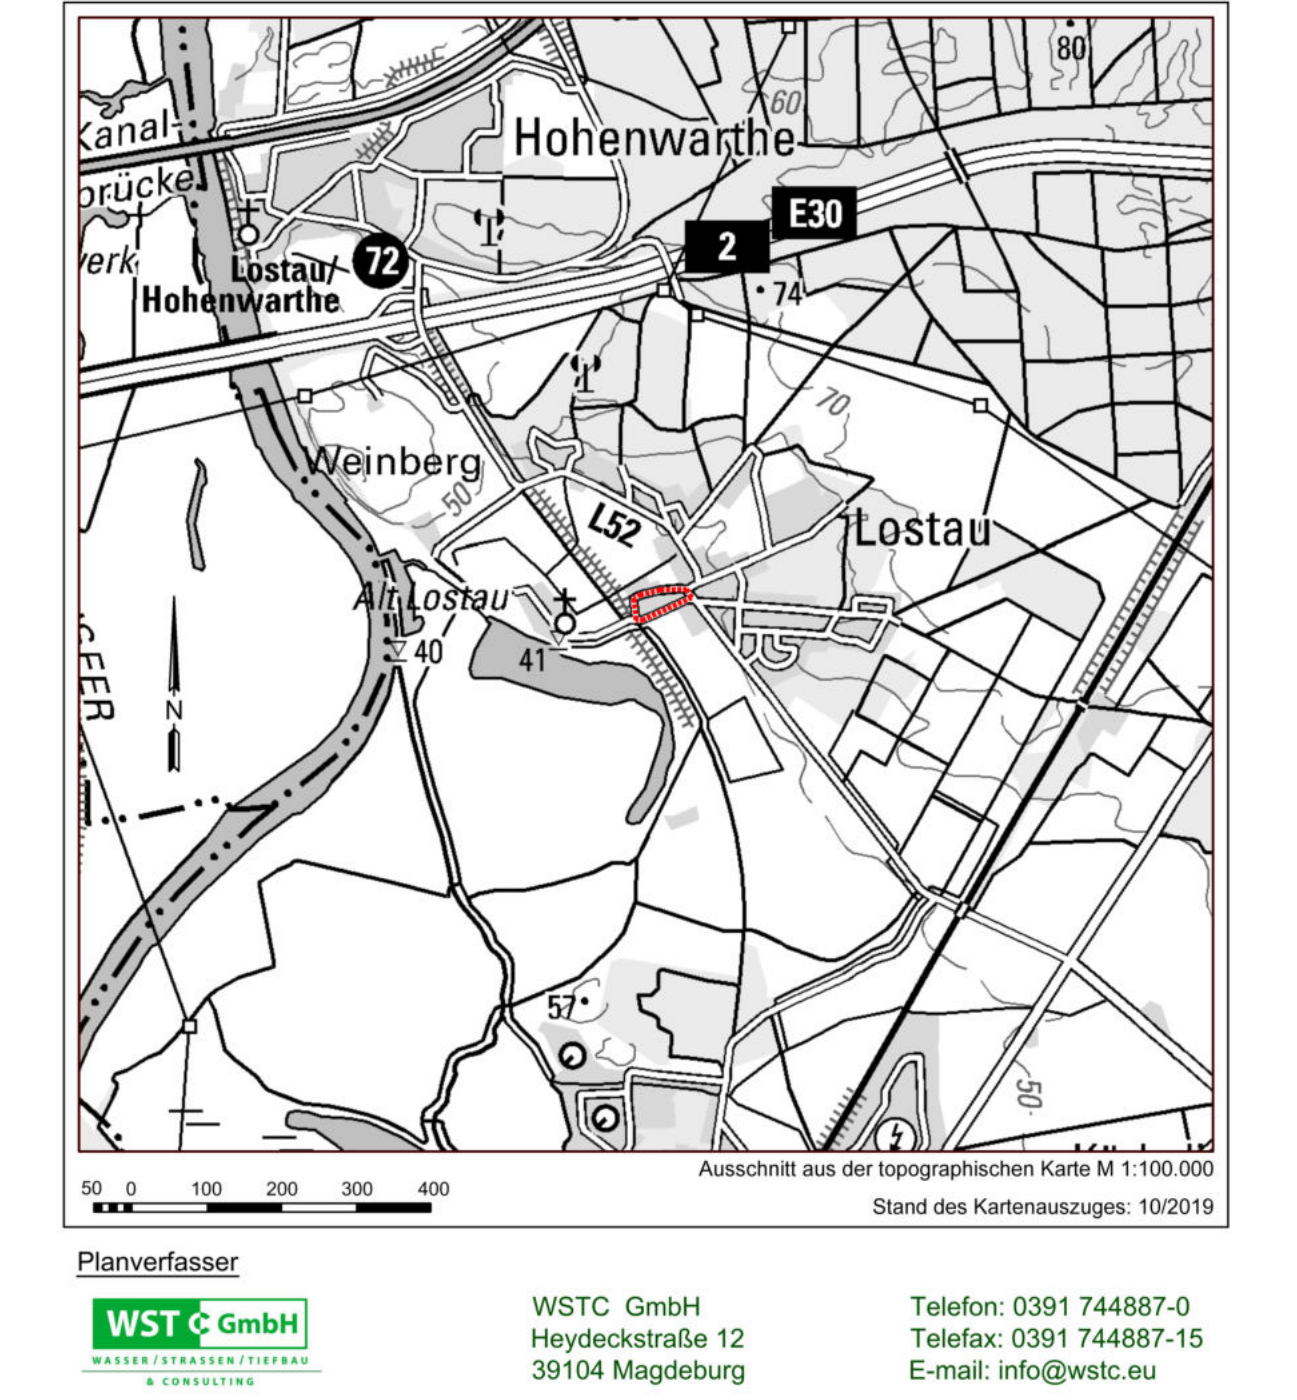 80
60
Kanal-
Hohenwarthe
brücke
E30
2
72
Lostau/
Hohenwarthe
74
70
Weinberg
50
L52
Lostau
Alt Lostau
40
41
N
57
50
Ausschnitt aus der topographischen Karte M 1:100.000
50 0 100 200 300 400
Stand des Kartenauszuges: 10/2019
Planverfasser
WSTC GmbH
WASSER / STRASSEN / TIEFBAU
& CONSULTING
WSTC GmbH
Heydeckstraße 12
39104 Magdeburg
Telefon: 0391 744887-0
Telefax: 0391 744887-15
E-mail: info@wstc.eu